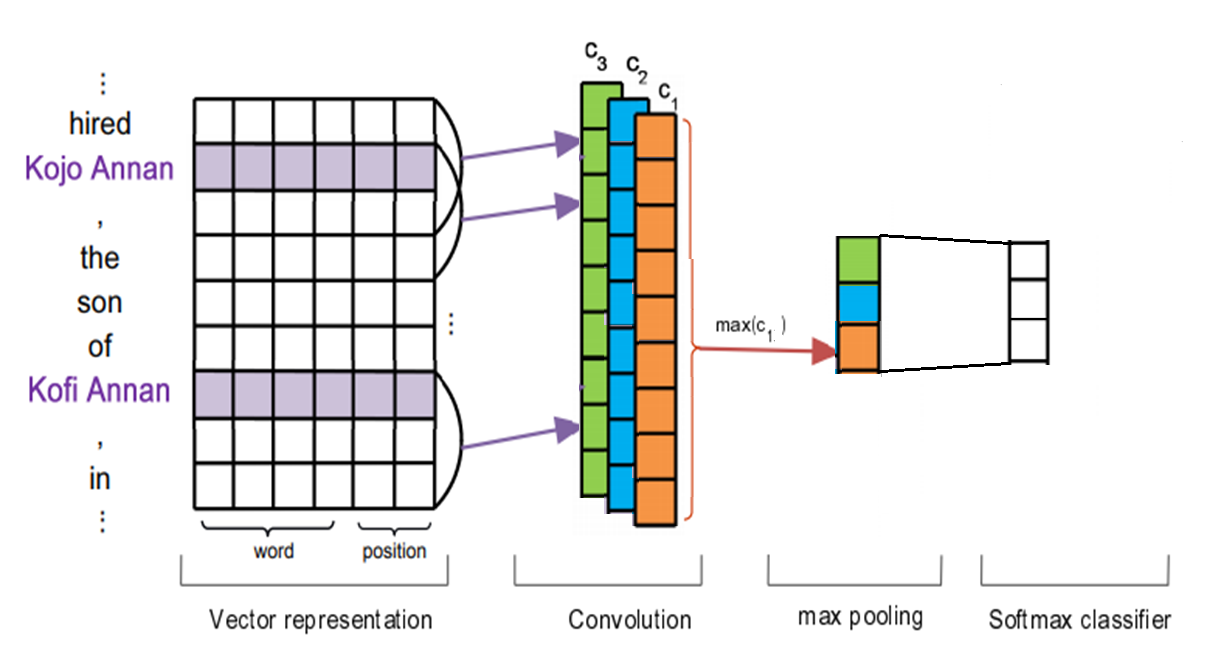 ⋮
hired
Kojo Annan
,
the
son
of
Kofi Annan
,
in
⋮
word
position
Vector representation
⋮
c3
c2
c1
Convolution
max(c1)
max pooling
Softmax classifier